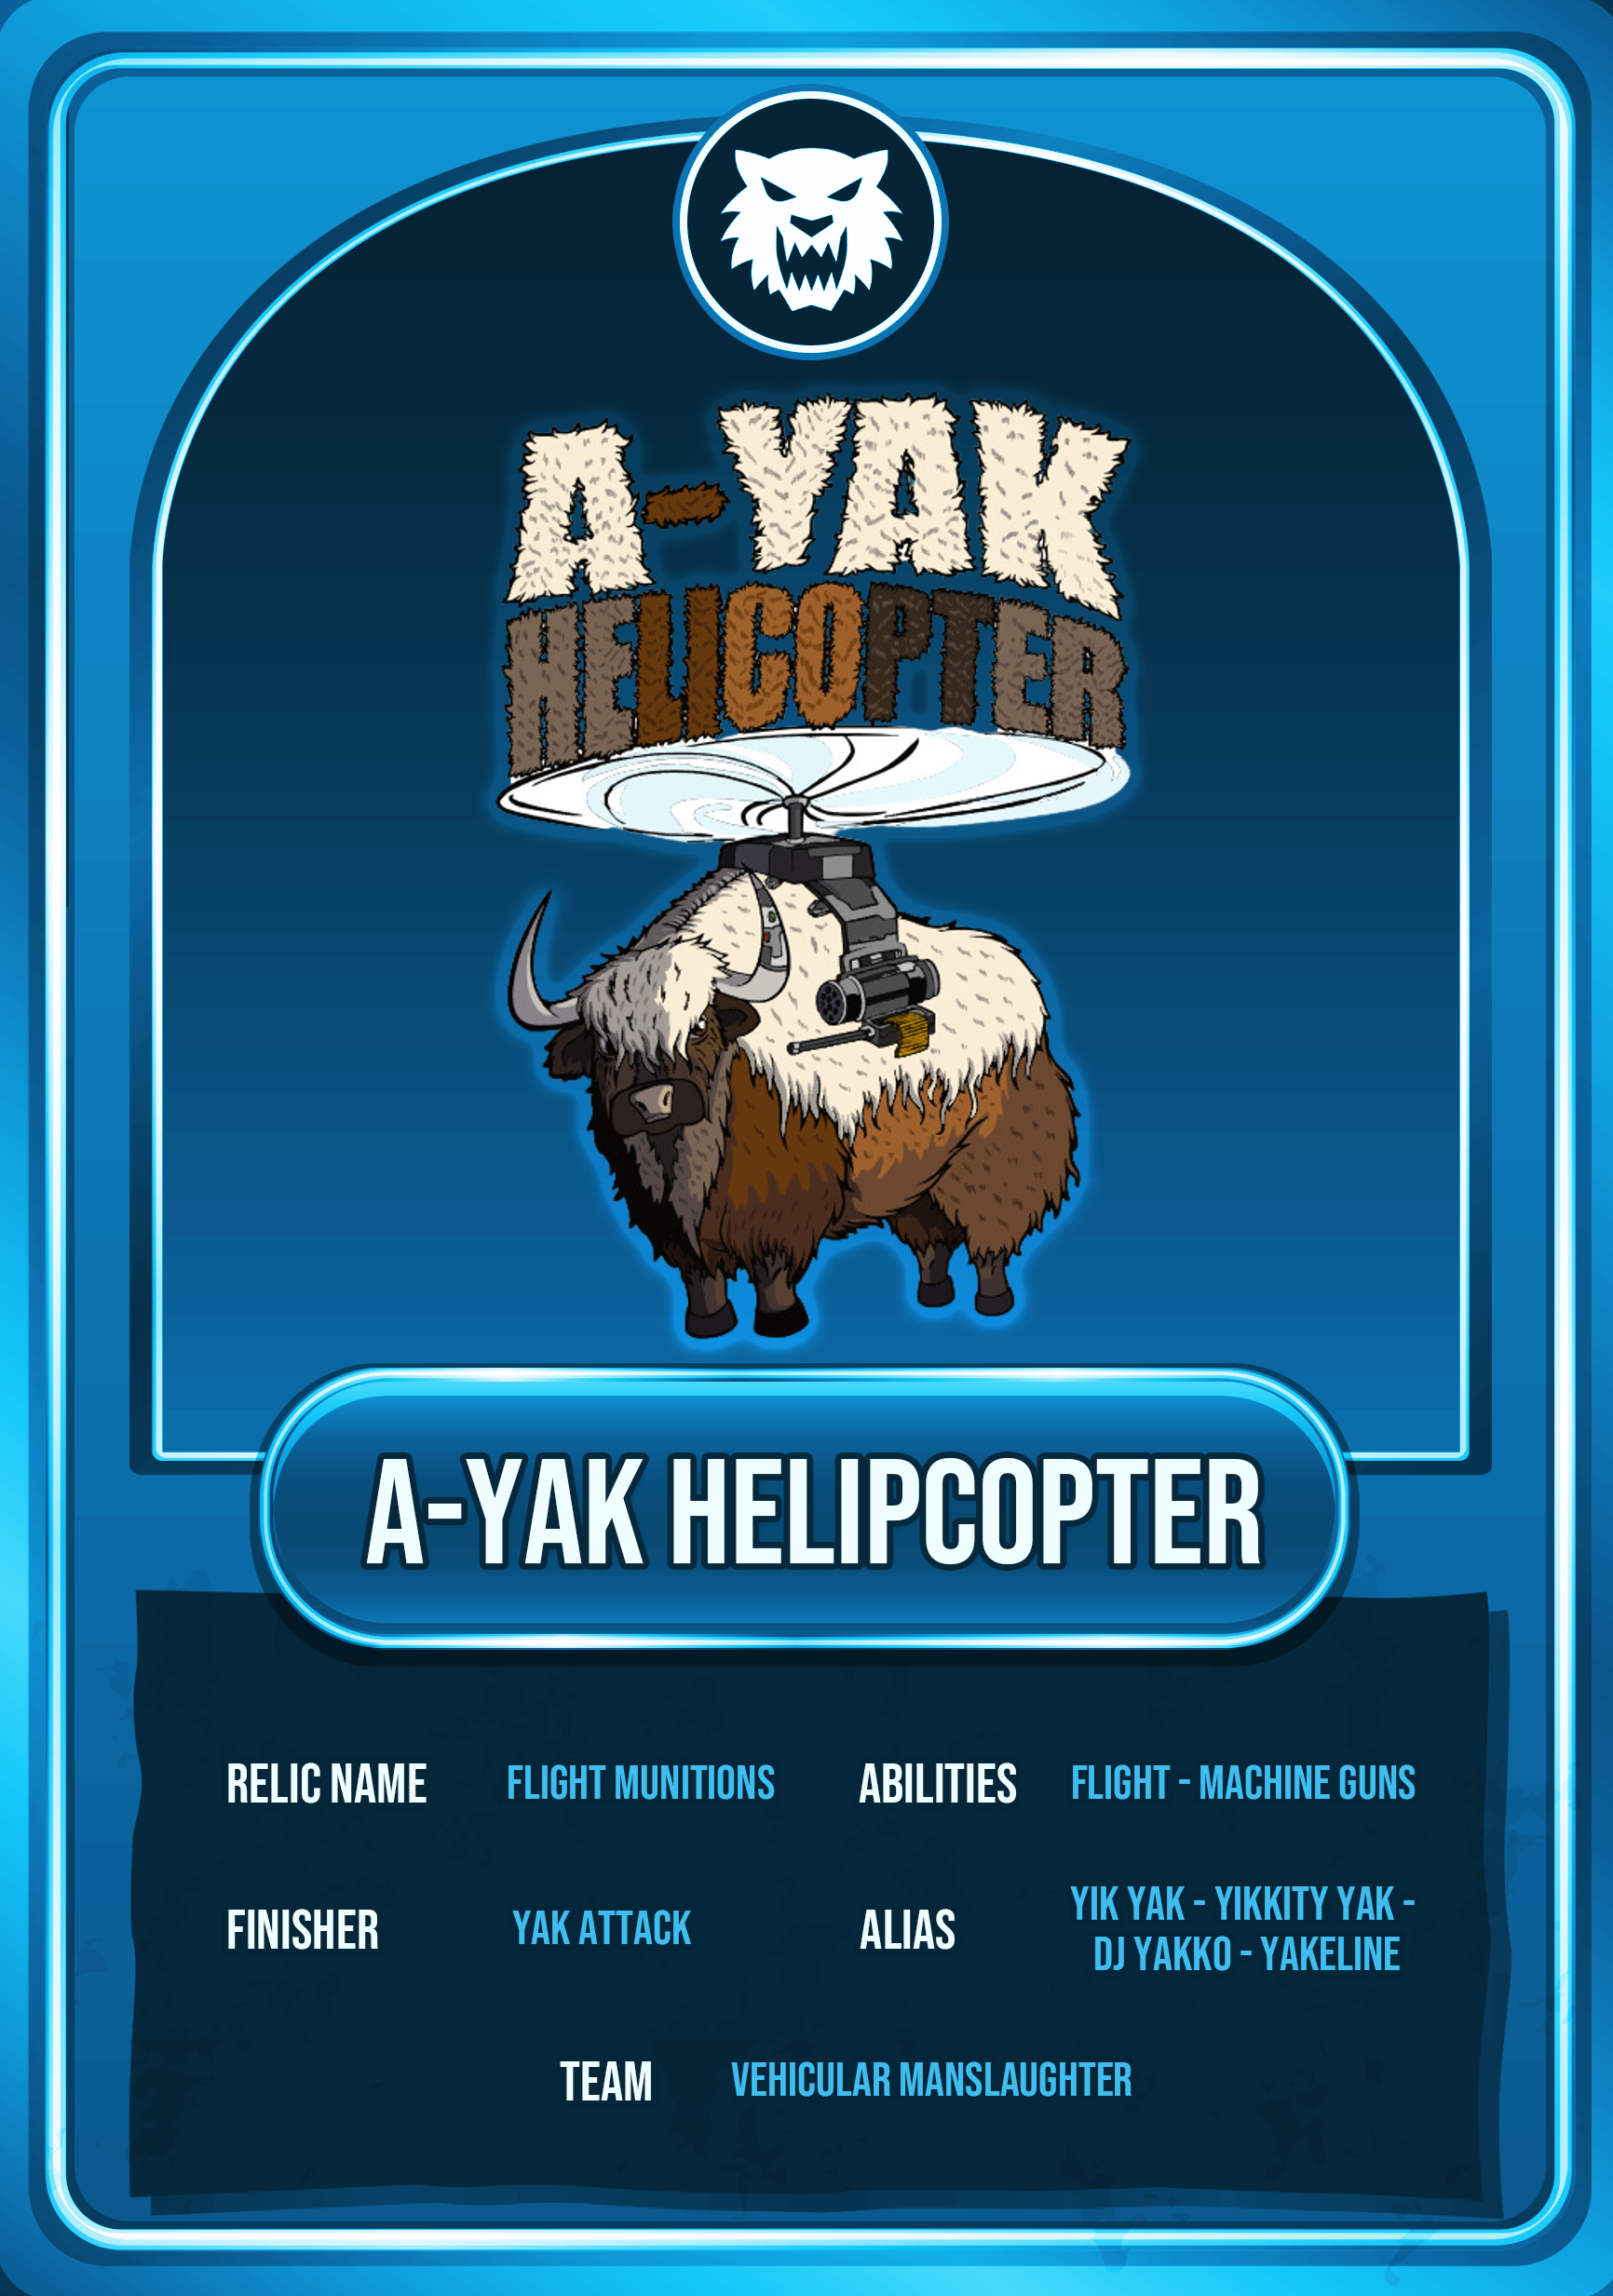 A-YAK
HELICOPTER
A-YAK HELIPCOPTER
RELIC NAME FLIGHT MUNITIONS ABILITIES FLIGHT - MACHINE GUNS
FINISHER YAK ATTACK ALIAS YIK YAK - YIKKITY YAK -
DJ YAKKO - YAKELINE
TEAM VEHICULAR MANSLAUGHTER